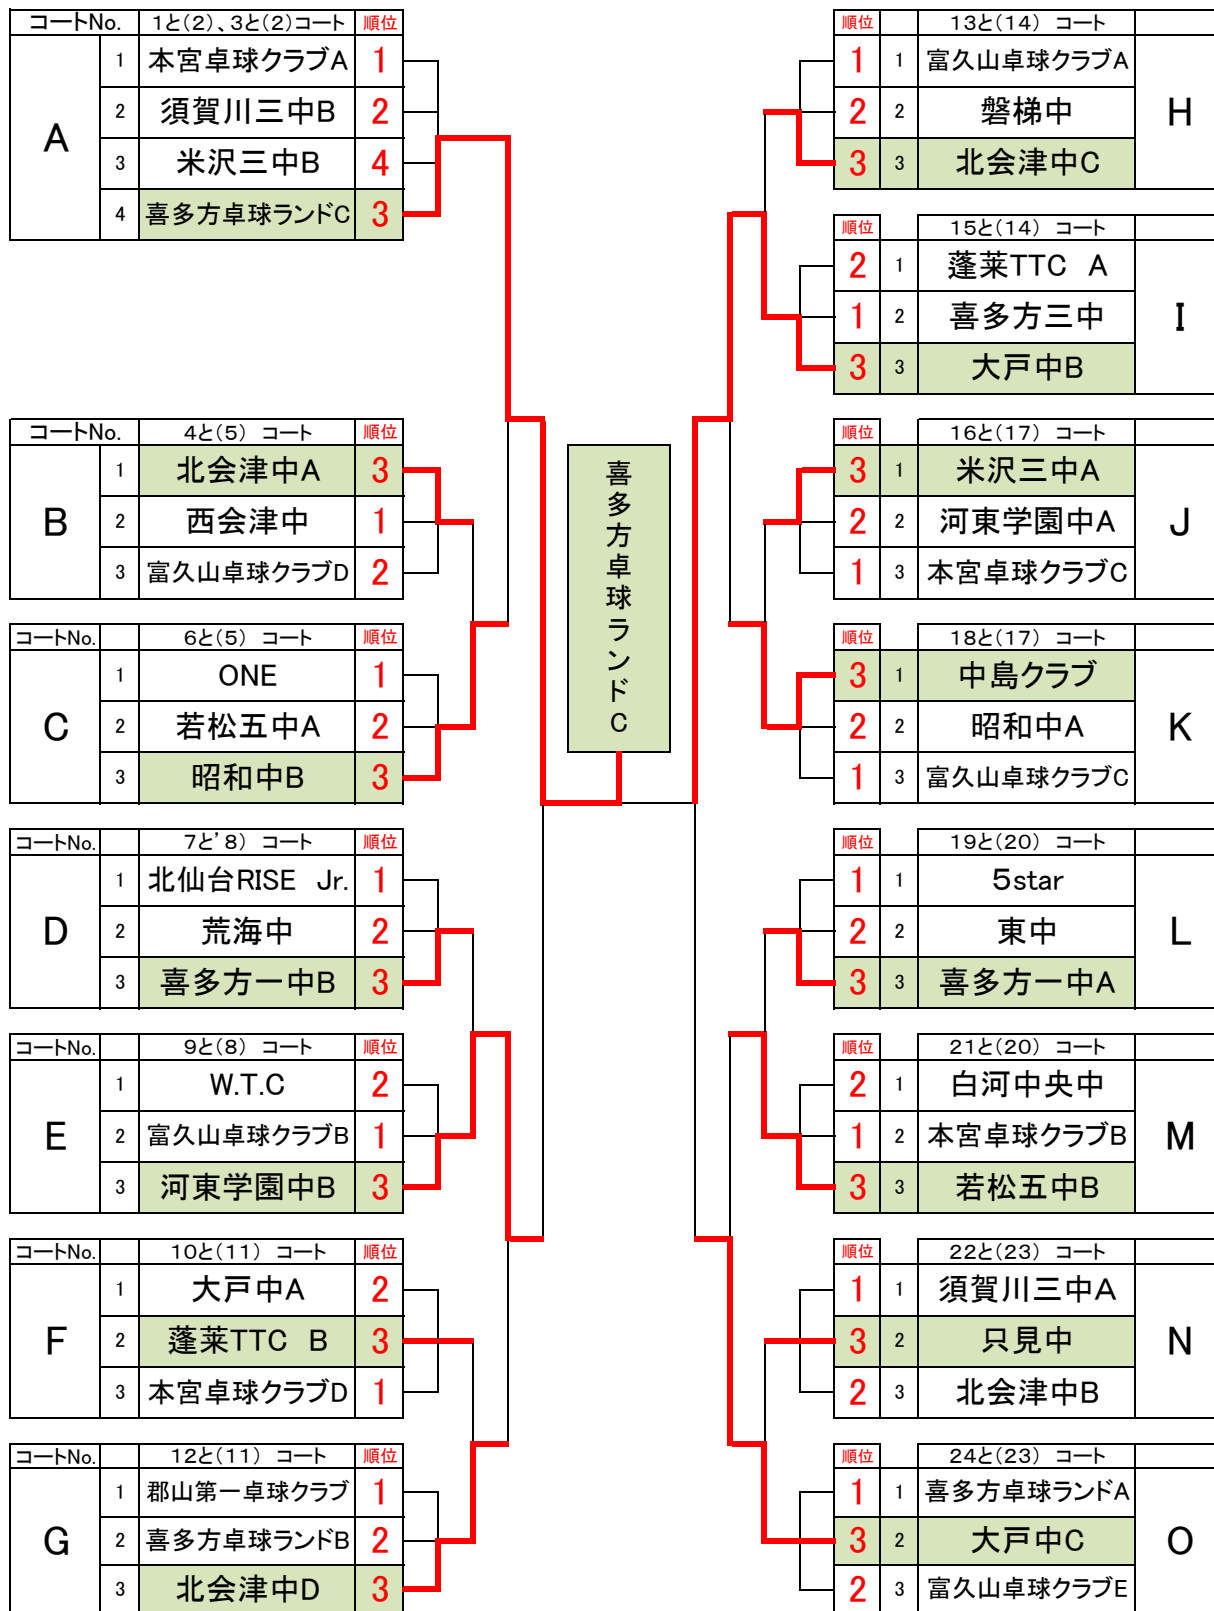 コートNo. 1と(2)、3と(2)コート 順位
A
1 本宮卓球クラブA 1
2 須賀川三中B 2
3 米沢三中B 4
4 喜多方卓球ランドC 3
コートNo. 4と(5) コート 順位
B
1 北会津中A 3
2 西会津中 1
3 富久山卓球クラブD 2
コートNo. 6と(5) コート 順位
C
1 ONE 1
2 若松五中A 2
3 昭和中B 3
コートNo. 7と'8) コート 順位
D
1 北仙台RISE Jr. 1
2 荒海中 2
3 喜多方一中B 3
コートNo. 9と(8) コート 順位
E
1 W.T.C 2
2 富久山卓球クラブB 1
3 河東学園中B 3
コートNo. 10と(11) コート 順位
F
1 大戸中A 2
2 蓬莱TTC B 3
3 本宮卓球クラブD 1
コートNo. 12と(11) コート 順位
G
1 郡山第一卓球クラブ 1
2 喜多方卓球ランドB 2
3 北会津中D 3
喜多方卓球ランドC
順位 13と(14) コート
H
1 1 富久山卓球クラブA
2 2 磐梯中
3 3 北会津中C
順位 15と(14) コート
I
2 1 蓬莱TTC A
1 2 喜多方三中
3 3 大戸中B
順位 16と(17) コート
J
3 1 米沢三中A
2 2 河東学園中A
1 3 本宮卓球クラブC
順位 18と(17) コート
K
3 1 中島クラブ
2 2 昭和中A
1 3 富久山卓球クラブC
順位 19と(20) コート
L
1 1 5star
2 2 東中
3 3 喜多方一中A
順位 21と(20) コート
M
2 1 白河中央中
1 2 本宮卓球クラブB
3 3 若松五中B
順位 22と(23) コート
N
1 1 須賀川三中A
3 2 只見中
2 3 北会津中B
順位 24と(23) コート
O
1 1 喜多方卓球ランドA
3 2 大戸中C
2 3 富久山卓球クラブE